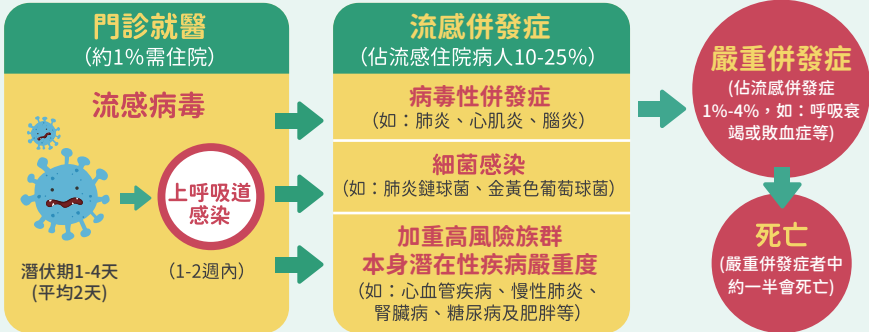 門診就醫
(約1%需住院)
流感病毒
潛伏期1-4天
(平均2天)
上呼吸道
感染
(1-2週內)
流感併發症
(佔流感住院病人10-25%)
病毒性併發症
(如：肺炎、心肌炎、腦炎)
細菌感染
(如：肺炎鏈球菌、金黃色葡萄球菌)
加重高風險族群
本身潛在性疾病嚴重度
(如：心血管疾病、慢性肺炎、
腎臟病、糖尿病及肥胖等)
嚴重併發症
(佔流感併發症
1%-4%，如：呼吸衰
竭或敗血症等)
死亡
(嚴重併發症者中
約一半會死亡)